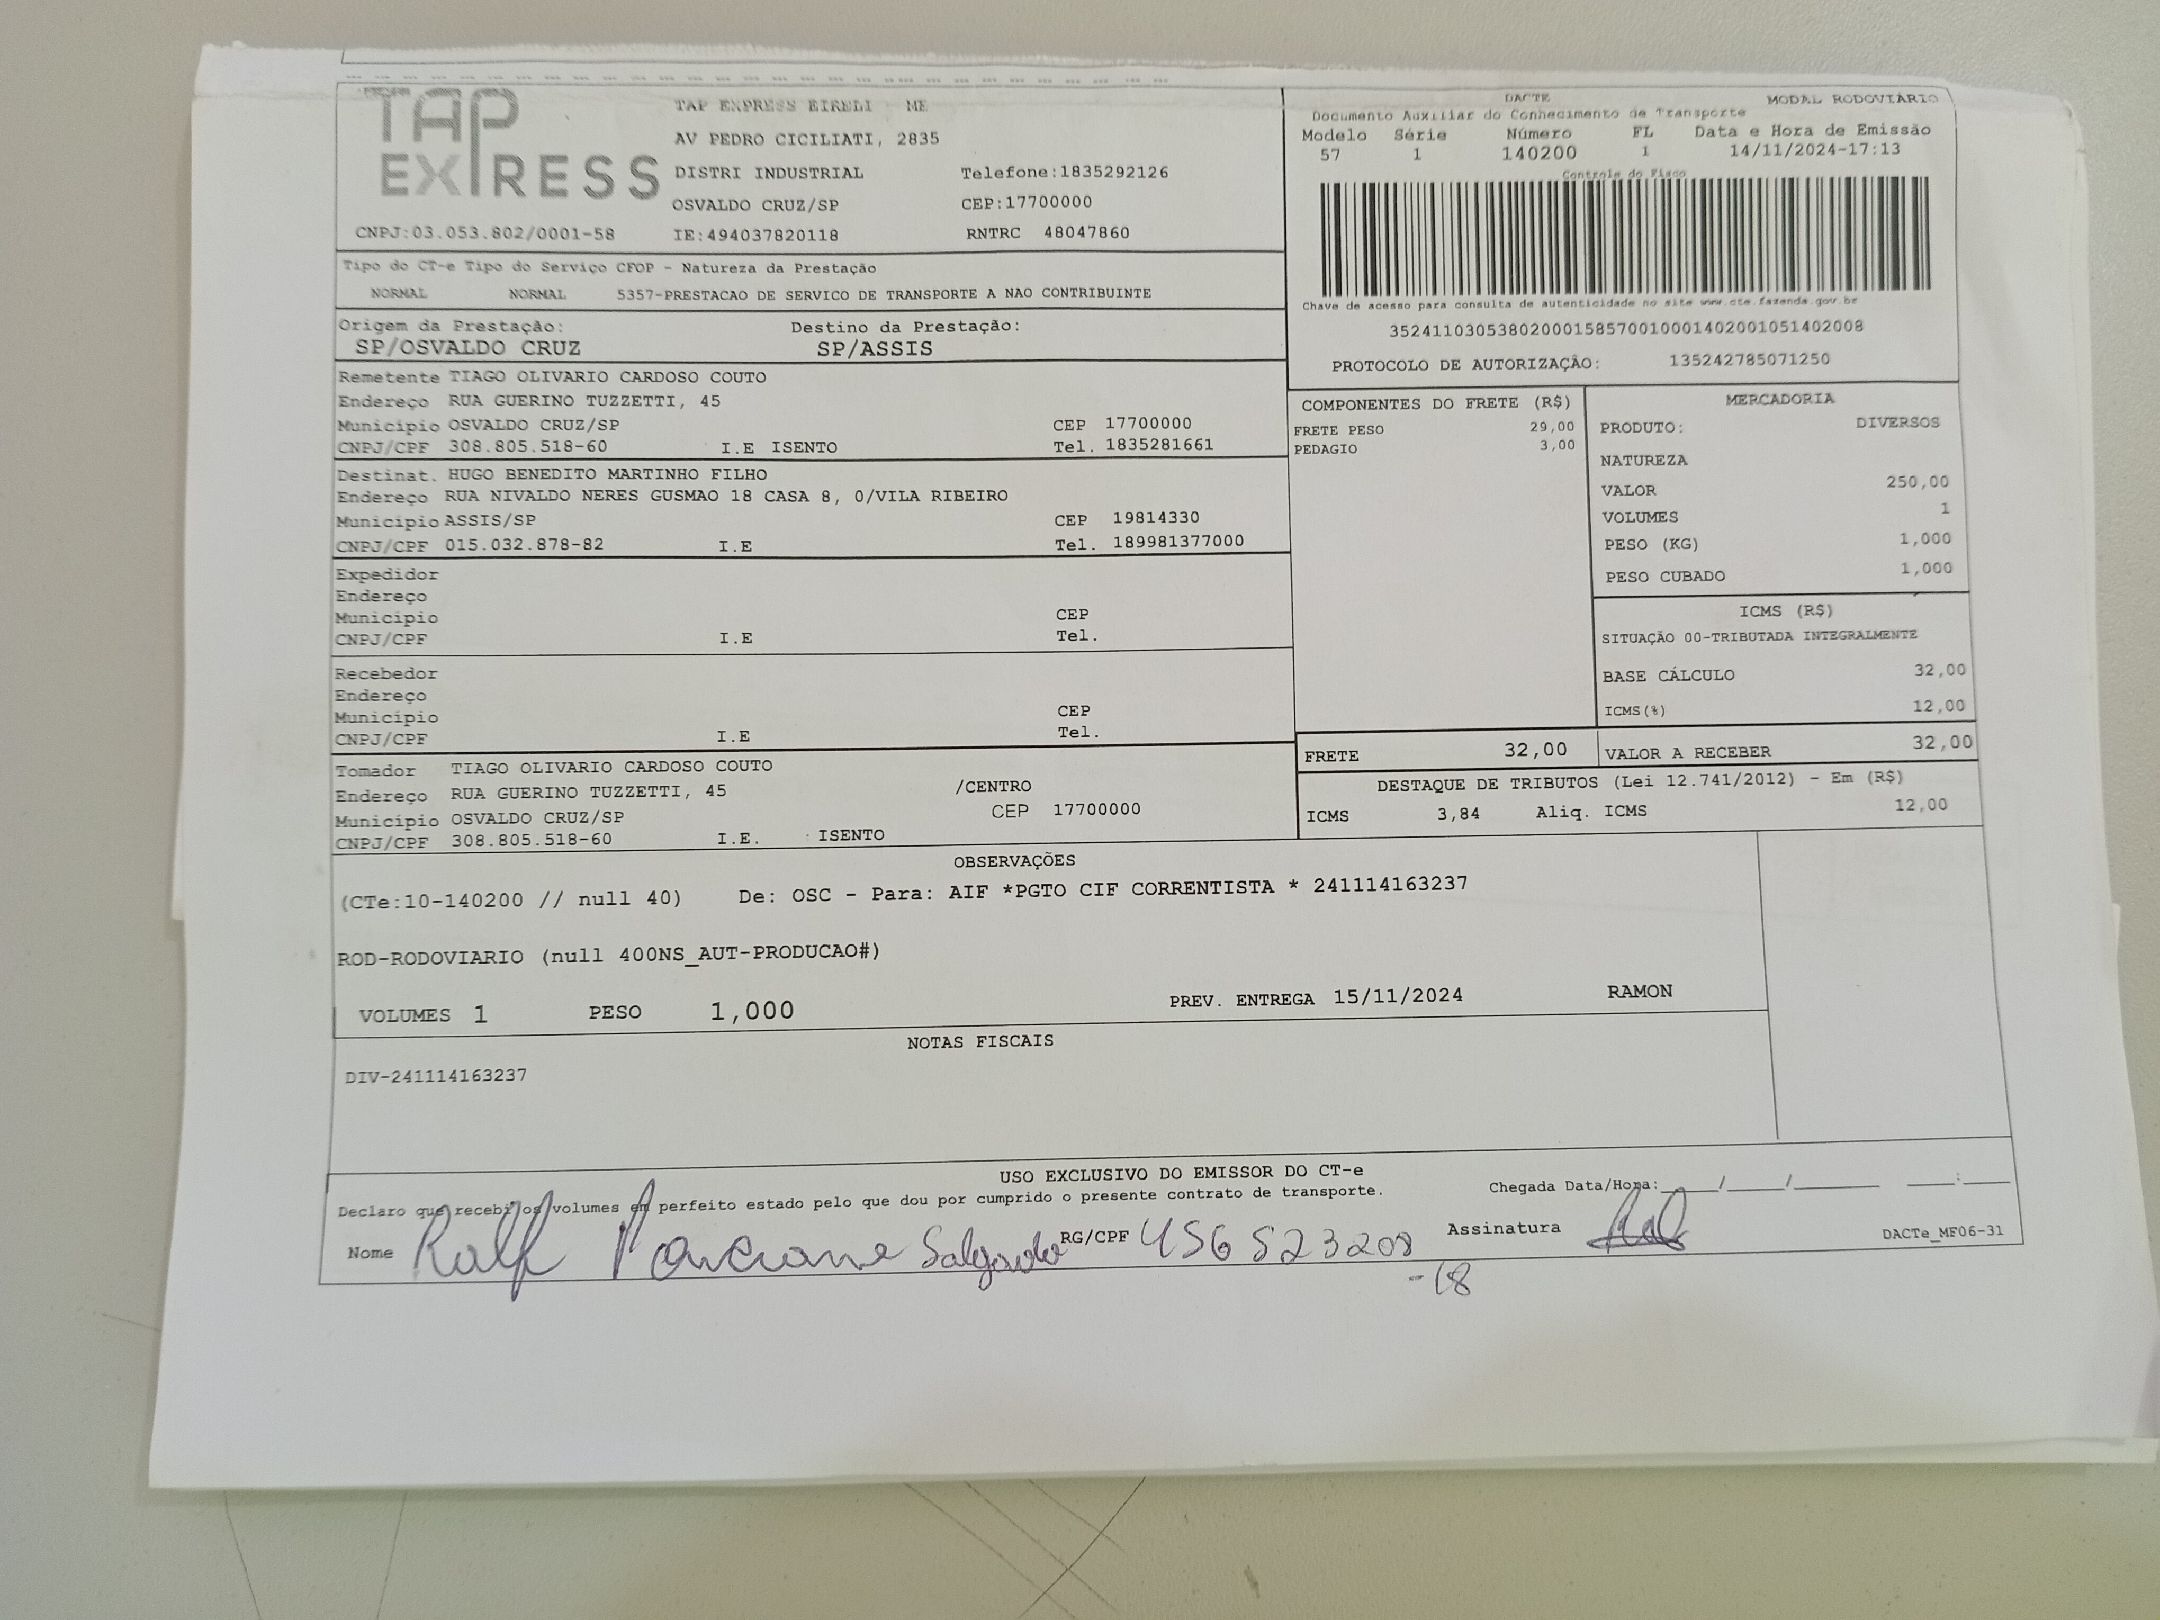 TAP EXPRESS
TAP EXPRESS EIRELI ME
AV PEDRO CICILIATI, 2835
DISTRI INDUSTRIAL Telefone:1835292126
OSVALDO CRUZ/SP CEP:17700000
CNPJ:03.053.802/0001-58 IE:494037820118 RNTRC 48047860
DACTE MODAL RODOVIÁRIO
Documento Auxiliar do Conhecimento de Transporte
Modelo Série Número FL Data e Hora de Emissão
57 1 140200 1 14/11/2024-17:13
Controle do Fisco
Chave de acesso para consulta de autenticidade no site www.cte.fazenda.gov.br
35241103053802000158570010001402001051402008
PROTOCOLO DE AUTORIZAÇÃO: 135242785071250
Tipo do CT-e Tipo do Serviço CFOP - Natureza da Prestação
NORMAL NORMAL 5357-PRESTACAO DE SERVICO DE TRANSPORTE A NAO CONTRIBUINTE
Origem da Prestação: Destino da Prestação:
SP/OSVALDO CRUZ SP/ASSIS
Remetente TIAGO OLIVARIO CARDOSO COUTO
Endereço RUA GUERINO TUZZETTI, 45
Município OSVALDO CRUZ/SP CEP 17700000
CNPJ/CPF 308.805.518-60 I.E ISENTO Tel. 1835281661
Destinat. HUGO BENEDITO MARTINHO FILHO
Endereço RUA NIVALDO NERES GUSMAO 18 CASA 8, 0/VILA RIBEIRO
Município ASSIS/SP CEP 19814330
CNPJ/CPF 015.032.878-82 I.E Tel. 189981377000
Expedidor
Endereço
Município CEP
CNPJ/CPF I.E Tel.
Recebedor
Endereço
Município CEP
CNPJ/CPF I.E Tel.
Tomador TIAGO OLIVARIO CARDOSO COUTO
Endereço RUA GUERINO TUZZETTI, 45 /CENTRO
Município OSVALDO CRUZ/SP CEP 17700000
CNPJ/CPF 308.805.518-60 I.E. ISENTO
COMPONENTES DO FRETE (R$)
FRETE PESO 29,00
PEDAGIO 3,00
MERCADORIA
PRODUTO: DIVERSOS
NATUREZA
VALOR 250,00
VOLUMES 1
PESO (KG) 1,000
PESO CUBADO 1,000
ICMS (R$)
SITUAÇÃO 00-TRIBUTADA INTEGRALMENTE
BASE CÁLCULO 32,00
ICMS(%) 12,00
FRETE 32,00 VALOR A RECEBER 32,00
DESTAQUE DE TRIBUTOS (Lei 12.741/2012) - Em (R$)
ICMS 3,84 Aliq. ICMS 12,00
OBSERVAÇÕES
(CTe:10-140200 // null 40) De: OSC - Para: AIF *PGTO CIF CORRENTISTA * 241114163237
ROD-RODOVIARIO (null 400NS_AUT-PRODUCAO#)
VOLUMES 1 PESO 1,000 PREV. ENTREGA 15/11/2024 RAMON
NOTAS FISCAIS
DIV-241114163237
USO EXCLUSIVO DO EMISSOR DO CT-e
Declaro que recebi os volumes em perfeito estado pelo que dou por cumprido o presente contrato de transporte. Chegada Data/Hora:___/___/___ ___:___
Nome Ralf Salgado RG/CPF 456523208 Assinatura DACTe_MF06-31
-18